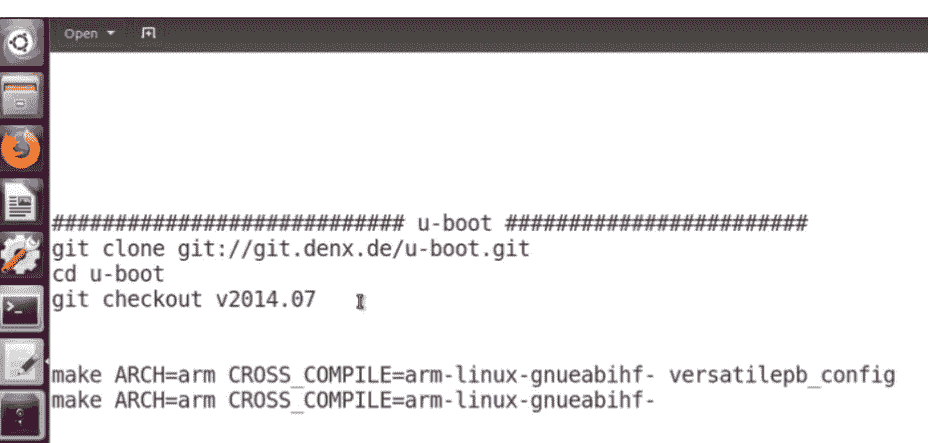 Open
############################ u-boot ########################
git clone git://git.denx.de/u-boot.git
cd u-boot
git checkout v2014.07
make ARCH=arm CROSS_COMPILE=arm-linux-gnueabihf- versatilepb_config
make ARCH=arm CROSS_COMPILE=arm-linux-gnueabihf-